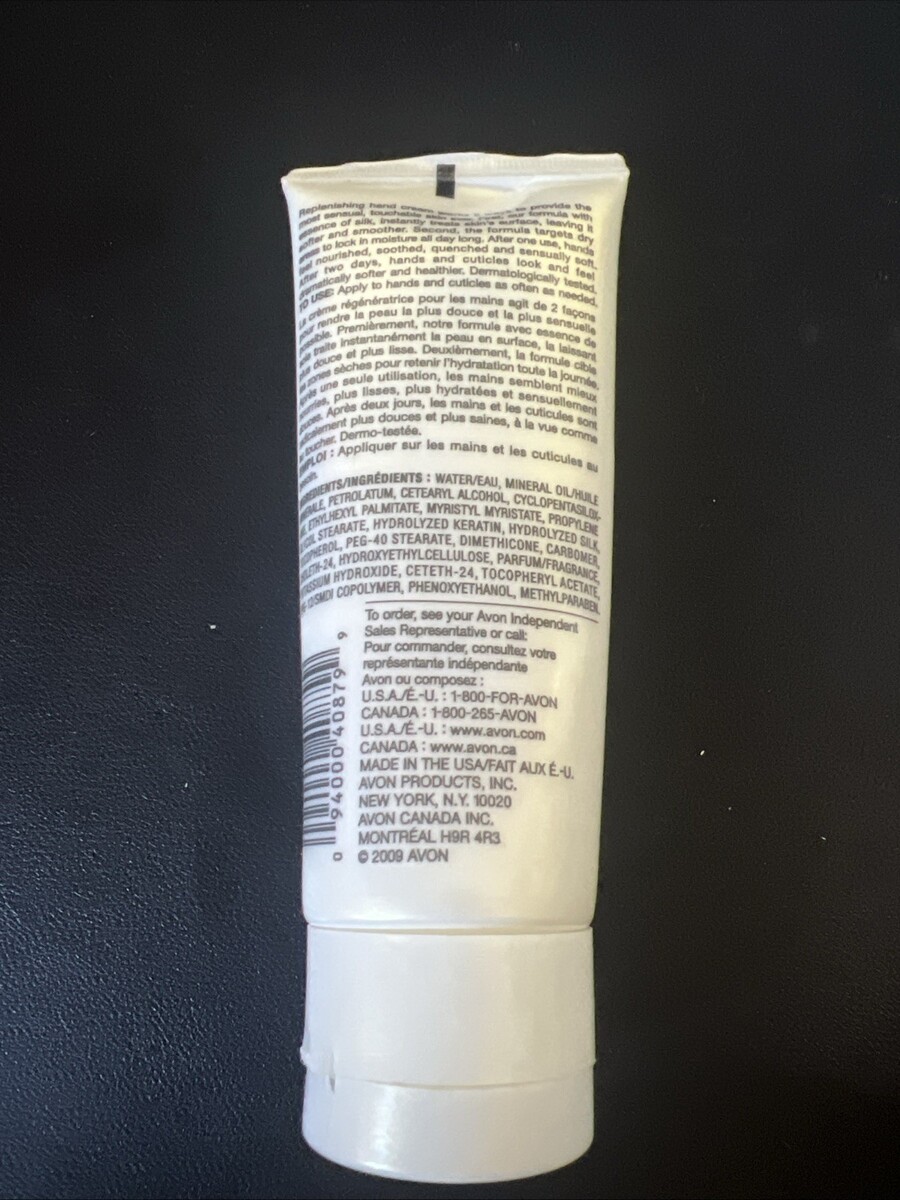 Replenishing hand cream to provide the
most sensual, touchable skin our formula with
essence of silk, instantly treats skin's surface, leaving it
softer and smoother. Second, the formula targets dry
areas to lock in moisture all day long. After one use, hands
feel nourished, soothed, quenched and sensually soft.
After two days, hands and cuticles look and feel
dramatically softer and healthier. Dermatologically tested.
TO USE: Apply to hands and cuticles as often as needed.
La crème régénératrice pour les mains agit de 2 façons
pour rendre la peau la plus douce et la plus sensuelle
possible. Premièrement, notre formule avec essence de
soie traite instantanément la peau en surface, la laissant
plus douce et plus lisse. Deuxièmement, la formule cible
les zones sèches pour retenir l'hydratation toute la journée.
Après une seule utilisation, les mains semblent mieux
nourries, plus lisses, plus hydratées et sensuellement
douces. Après deux jours, les mains et les cuticules sont
radicalement plus douces et plus saines, à la vue comme
au toucher. Dermo-testée.
EMPLOI : Appliquer sur les mains et les cuticules au
besoin.
INGREDIENTS/INGRÉDIENTS : WATER/EAU, MINERAL OIL/HUILE
MINÉRALE, PETROLATUM, CETEARYL ALCOHOL, CYCLOPENTASILOX-
ANE, ETHYLHEXYL PALMITATE, MYRISTYL MYRISTATE, PROPYLENE
GLYCOL STEARATE, HYDROLYZED KERATIN, HYDROLYZED SILK,
TOCOPHEROL, PEG-40 STEARATE, DIMETHICONE, CARBOMER,
CHOLETH-24, HYDROXYETHYLCELLULOSE, PARFUM/FRAGRANCE,
POTASSIUM HYDROXIDE, CETETH-24, TOCOPHERYL ACETATE,
12/SMDI COPOLYMER, PHENOXYETHANOL, METHYLPARABEN,
To order, see your Avon Independent
Sales Representative or call:
Pour commander, consultez votre
représentante indépendante
Avon ou composez :
U.S.A./É.-U. : 1-800-FOR-AVON
CANADA : 1-800-265-AVON
U.S.A./É.-U. : www.avon.com
CANADA : www.avon.ca
MADE IN THE USA/FAIT AUX É.-U.
AVON PRODUCTS, INC.
NEW YORK, N.Y. 10020
AVON CANADA INC.
MONTRÉAL H9R 4R3
© 2009 AVON
0 94000 40879 9